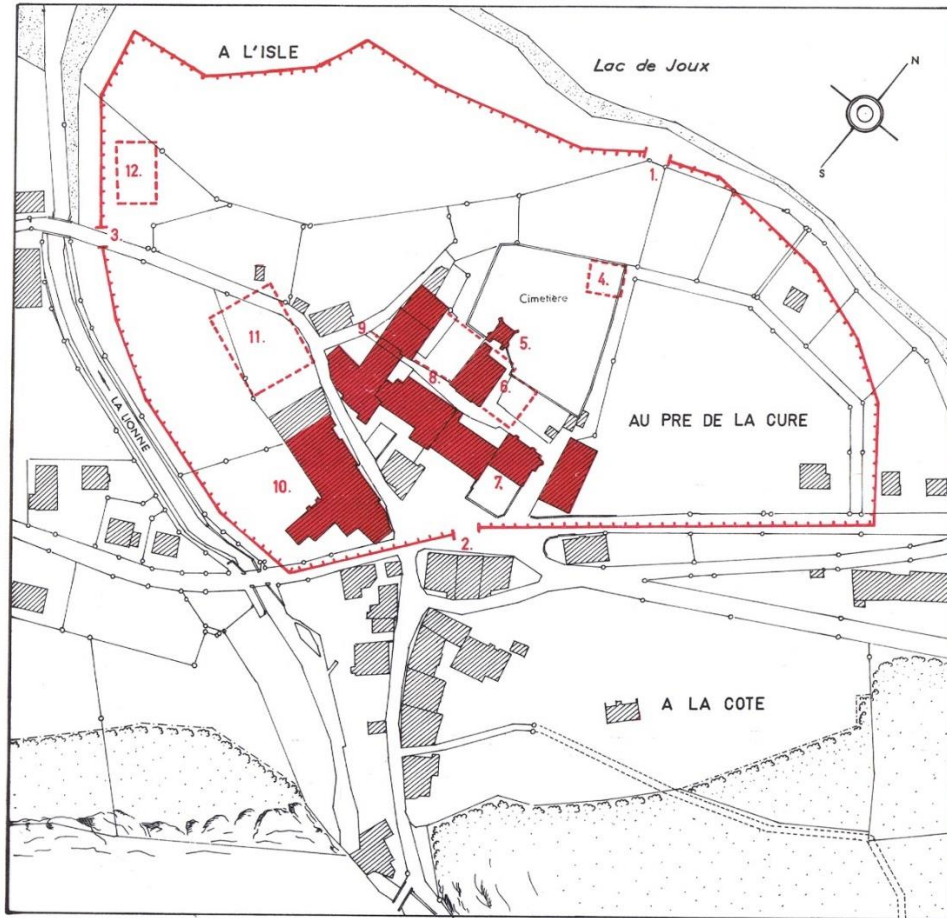 A L'ISLE
Lac de Joux
N
S
12.
1.
3.
4.
Cimetière
11.
9.
5.
8.
6.
LA LIONNE
AU PRE DE LA CURE
10.
7.
2.
A LA COTE